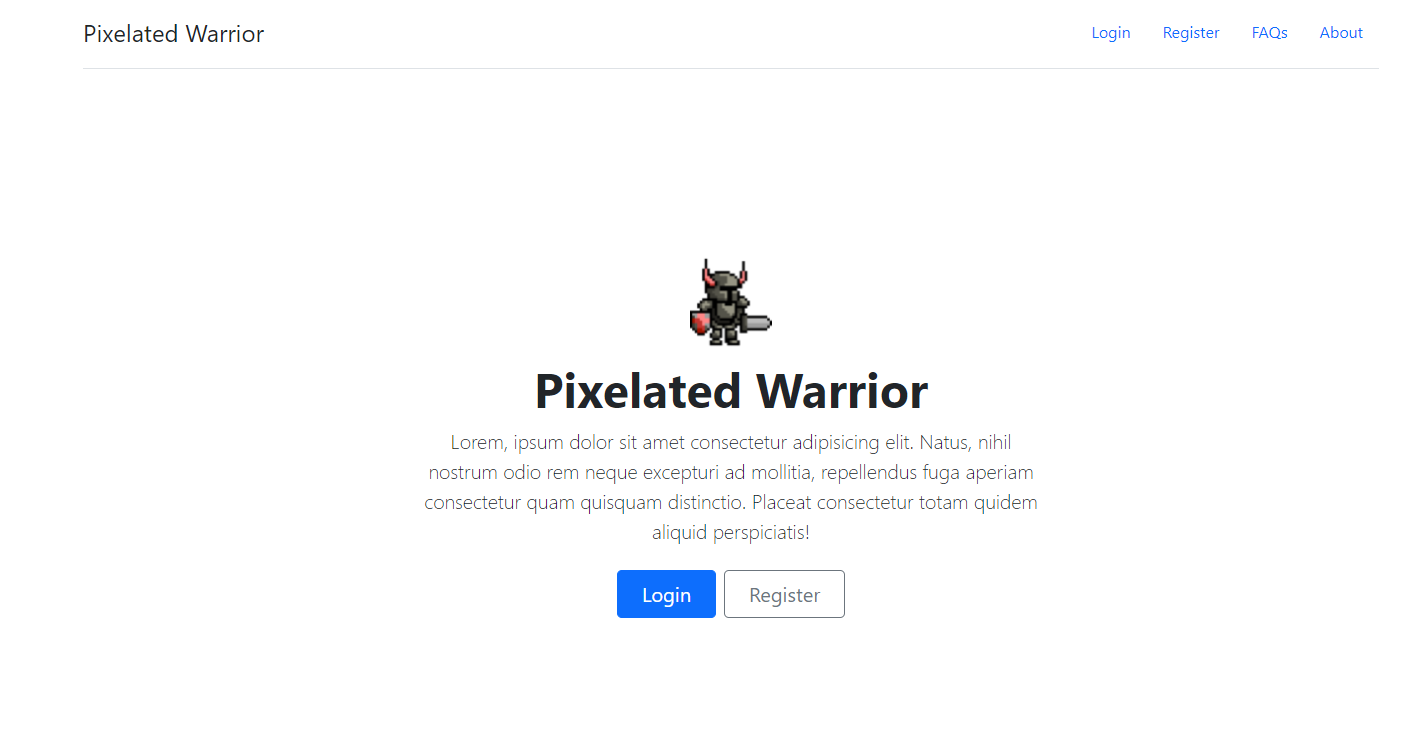 Pixelated Warrior
Login Register FAQs About
Pixelated Warrior
Lorem, ipsum dolor sit amet consectetur adipisicing elit. Natus, nihil
nostrum odio rem neque excepturi ad mollitia, repellendus fuga aperiam
consectetur quam quisquam distinctio. Placeat consectetur totam quidem
aliquid perspiciatis!
Login Register